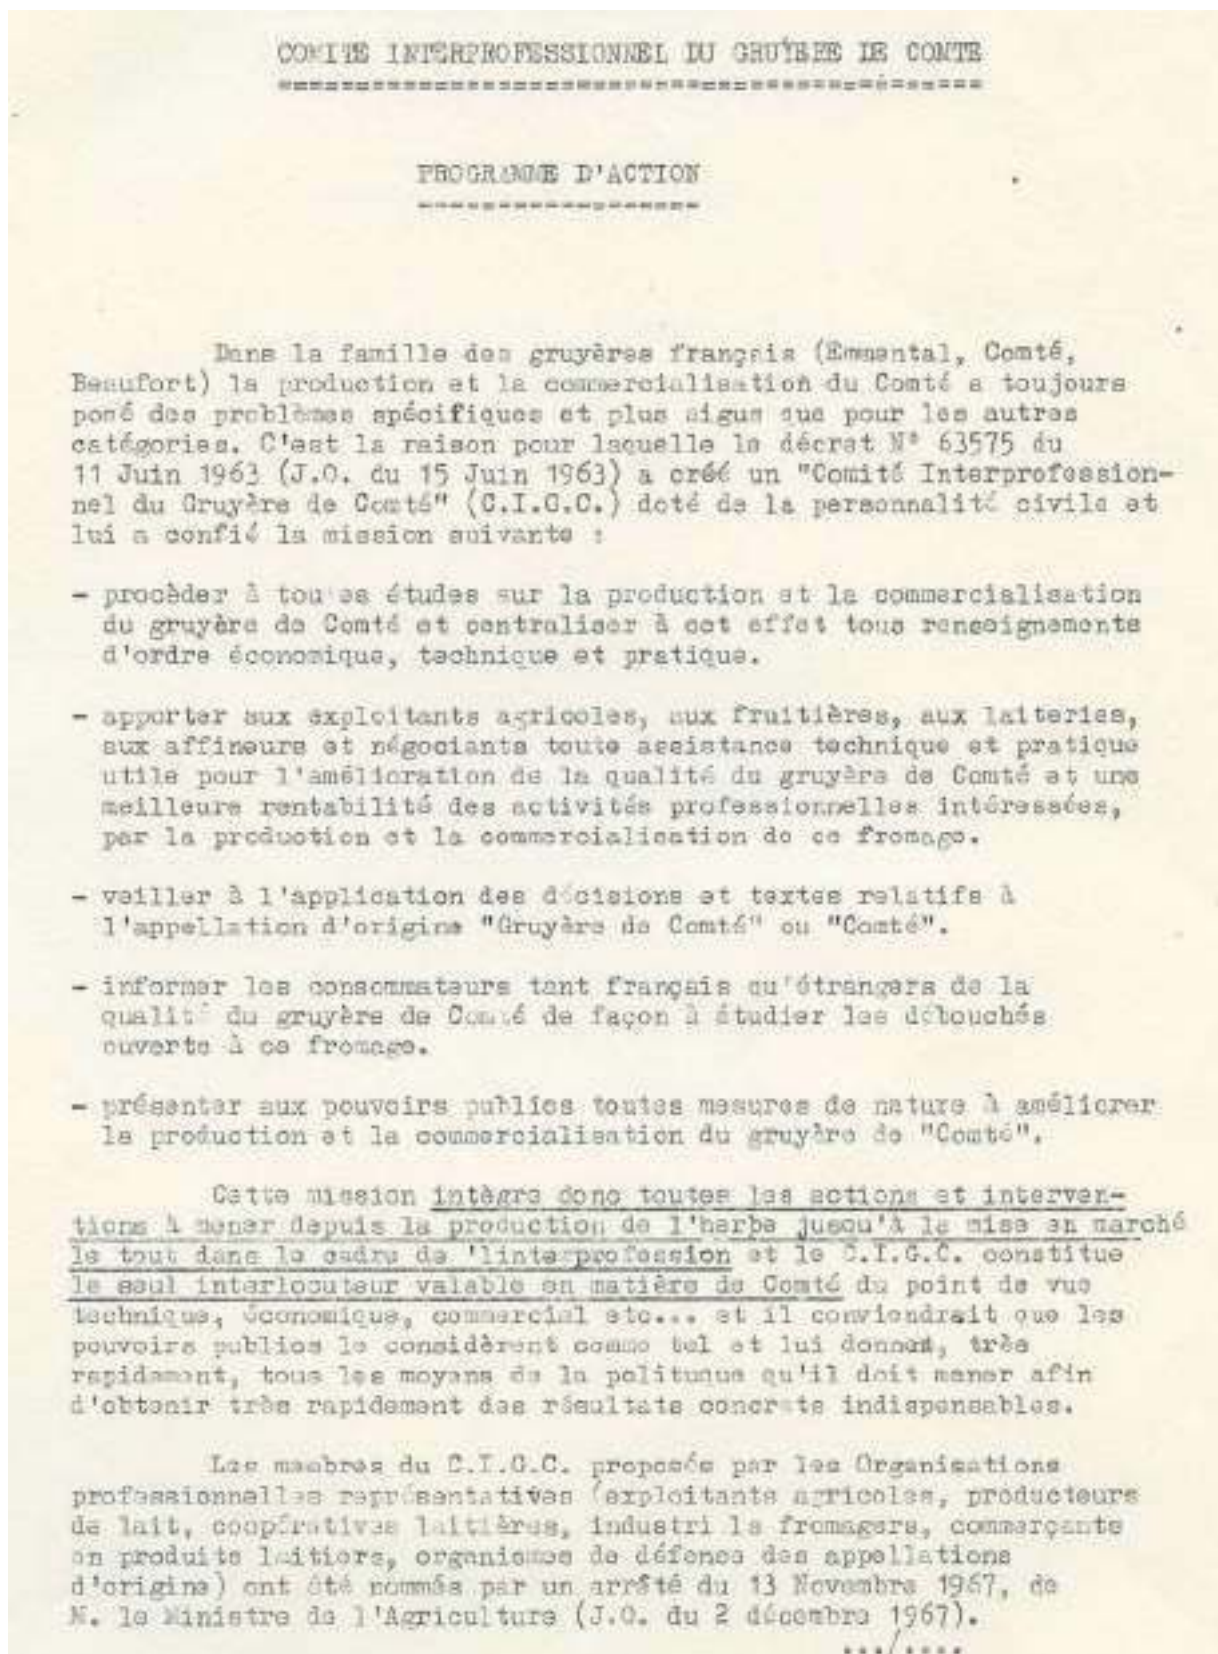 COMITE INTERPROFESSIONNEL DU GRUYERE DE COMTE
PROGRAMME D'ACTION
Dans la famille des gruyères français (Emmental, Comté,
Beaufort) la production et la commercialisation du Comté a toujours
posé des problèmes spécifiques et plus aigus que pour les autres
catégories. C'est la raison pour laquelle le décret N° 63575 du
11 Juin 1963 (J.O. du 15 Juin 1963) a créé un "Comité Interprofession-
nel du Gruyère de Comté" (C.I.G.C.) doté de la personnalité civile et
lui a confié la mission suivante :
- procèder à toutes études sur la production et la commercialisation
du gruyère de Comté et centraliser à cet effet tous renseignements
d'ordre économique, technique et pratique.
- apporter aux exploitants agricoles, aux fruitières, aux laiteries,
aux affineurs et négociants toute assistance technique et pratique
utile pour l'amélioration de la qualité du gruyère de Comté et une
meilleure rentabilité des activités professionnelles intéressées,
par la production et la commercialisation de ce fromage.
- veiller à l'application des décisions et textes relatifs à
l'appellation d'origine "Gruyère de Comté" ou "Comté".
- informer les consommateurs tant français qu'étrangers de la
qualité du gruyère de Comté de façon à étudier les débouchés
ouverts à ce fromage.
- présenter aux pouvoirs publics toutes mesures de nature à améliorer
la production et la commercialisation du gruyère de "Comté".
Cette mission intègre donc toutes les actions et interven-
tions à mener depuis la production de l'herbe jusqu'à la mise en marché
le tout dans le cadre de 'linterprofession et le C.I.G.C. constitue
le seul interlocuteur valable en matière de Comté du point de vue
technique, économique, commercial etc... et il conviendrait que les
pouvoirs publics le considèrent comme tel et lui donnent, très
rapidement, tous les moyens de la politunue qu'il doit mener afin
d'obtenir très rapidement des résultats concrets indispensables.
Les membres du C.I.G.C. proposés par les Organisations
professionnelles représentatives (exploitants agricoles, producteurs
de lait, coopératives laitières, industriels fromagers, commerçants
en produits laitiers, organismes de défense des appellations
d'origine) ont été nommés par un arrêté du 13 Novembre 1967, de
M. le Ministre de l'Agriculture (J.O. du 2 décembre 1967).
.../....